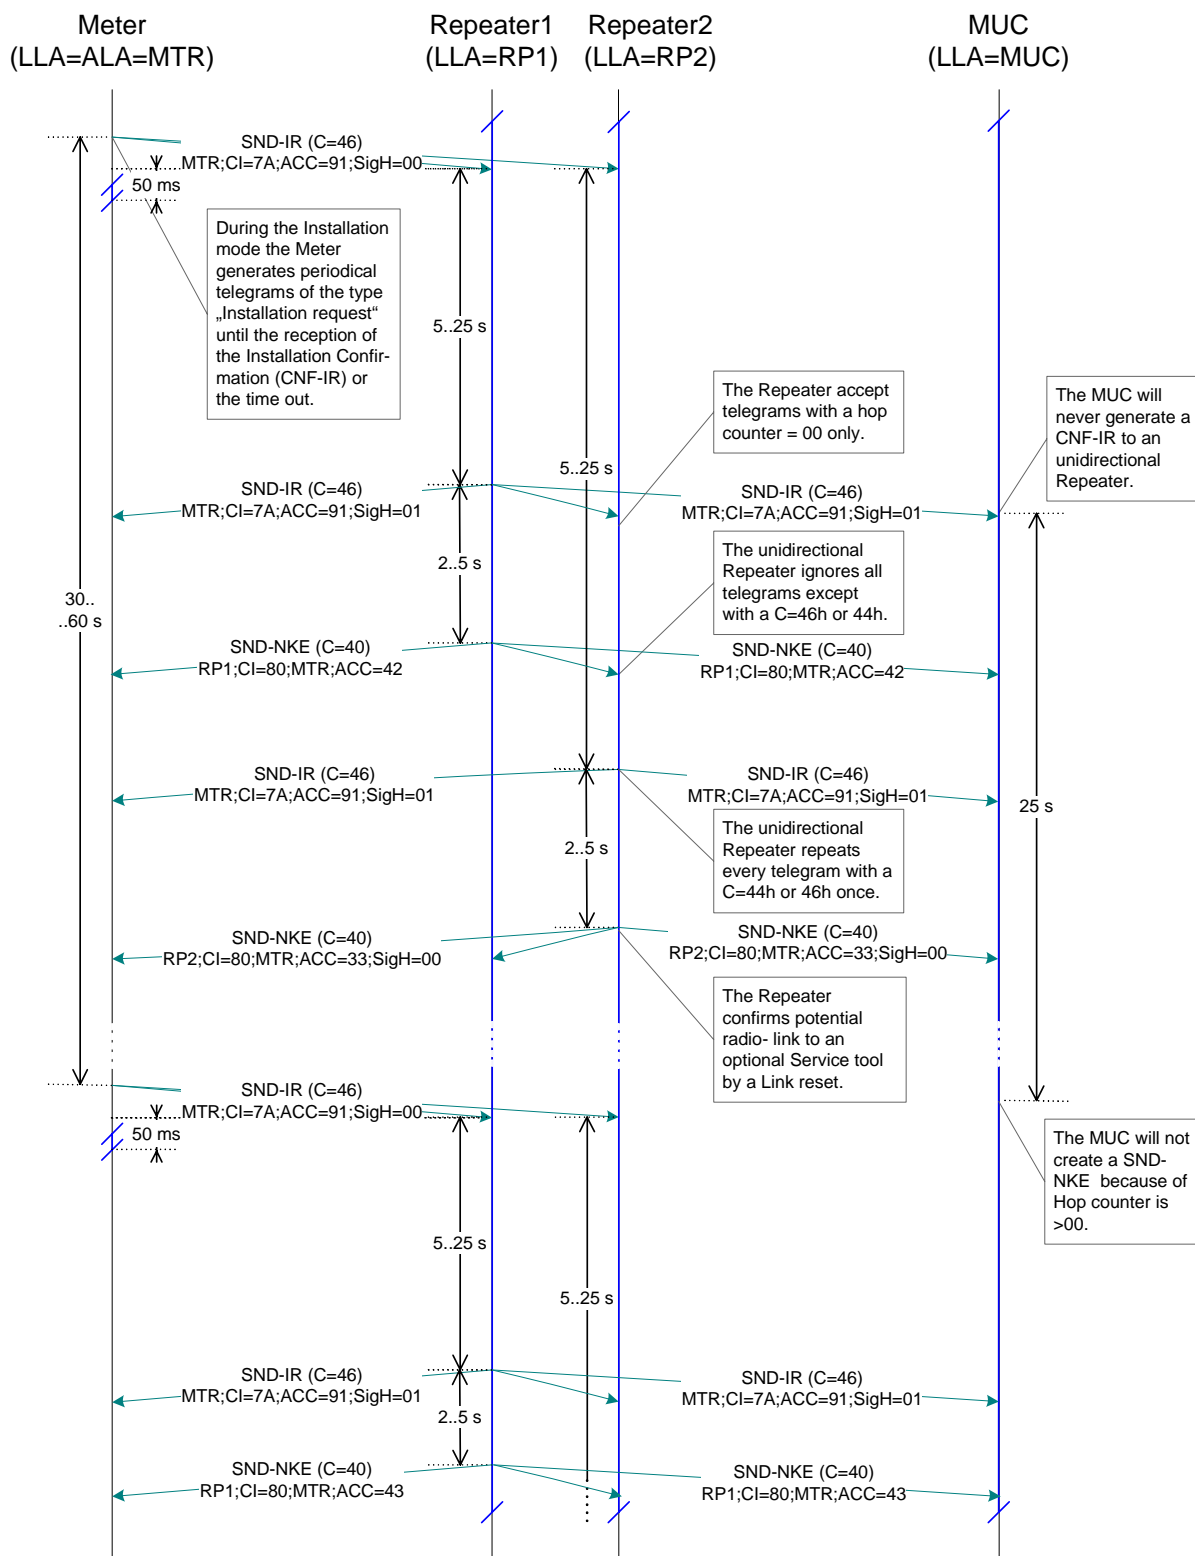 Meter
(LLA=ALA=MTR)
Repeater1
(LLA=RP1)
Repeater2
(LLA=RP2)
MUC
(LLA=MUC)
SND-IR (C=46)
MTR;CI=7A;ACC=91;SigH=00
50 ms
During the Installation
mode the Meter
generates periodical
telegrams of the type
„Installation request“
until the reception of
the Installation Confir-
mation (CNF-IR) or
the time out.
5..25 s
The Repeater accept
telegrams with a hop
counter = 00 only.
The MUC will
never generate a
CNF-IR to an
unidirectional
Repeater.
5..25 s
SND-IR (C=46)
MTR;CI=7A;ACC=91;SigH=01
SND-IR (C=46)
MTR;CI=7A;ACC=91;SigH=01
2..5 s
The unidirectional
Repeater ignores all
telegrams except
with a C=46h or 44h.
30..
..60 s
SND-NKE (C=40)
RP1;CI=80;MTR;ACC=42
SND-NKE (C=40)
RP1;CI=80;MTR;ACC=42
SND-IR (C=46)
MTR;CI=7A;ACC=91;SigH=01
SND-IR (C=46)
MTR;CI=7A;ACC=91;SigH=01
25 s
2..5 s
The unidirectional
Repeater repeats
every telegram with a
C=44h or 46h once.
SND-NKE (C=40)
RP2;CI=80;MTR;ACC=33;SigH=00
SND-NKE (C=40)
RP2;CI=80;MTR;ACC=33;SigH=00
The Repeater
confirms potential
radio- link to an
optional Service tool
by a Link reset.
SND-IR (C=46)
MTR;CI=7A;ACC=91;SigH=00
50 ms
The MUC will not
create a SND-
NKE  because of
Hop counter is
>00.
5..25 s
5..25 s
SND-IR (C=46)
MTR;CI=7A;ACC=91;SigH=01
SND-IR (C=46)
MTR;CI=7A;ACC=91;SigH=01
2..5 s
SND-NKE (C=40)
RP1;CI=80;MTR;ACC=43
SND-NKE (C=40)
RP1;CI=80;MTR;ACC=43